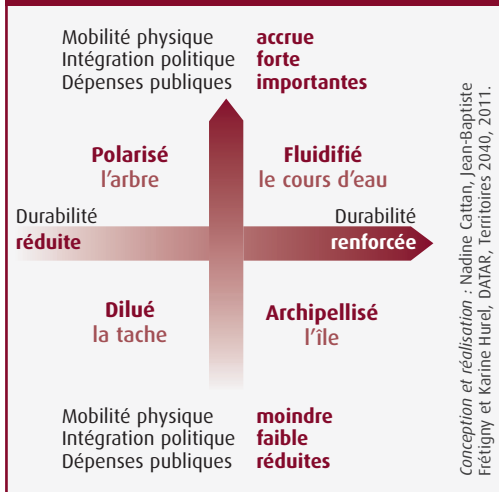 Mobilité physique accrue
Intégration politique forte
Dépenses publiques importantes
Polarisé
l'arbre
Fluidifié
le cours d'eau
Durabilité
réduite
Durabilité
renforcée
Dilué
la tache
Archipellisé
l'île
Mobilité physique moindre
Intégration politique faible
Dépenses publiques réduites
Conception et réalisation : Nadine Cattan, Jean-Baptiste
Frétigny et Karine Hurel, DATAR, Territoires 2040, 2011.